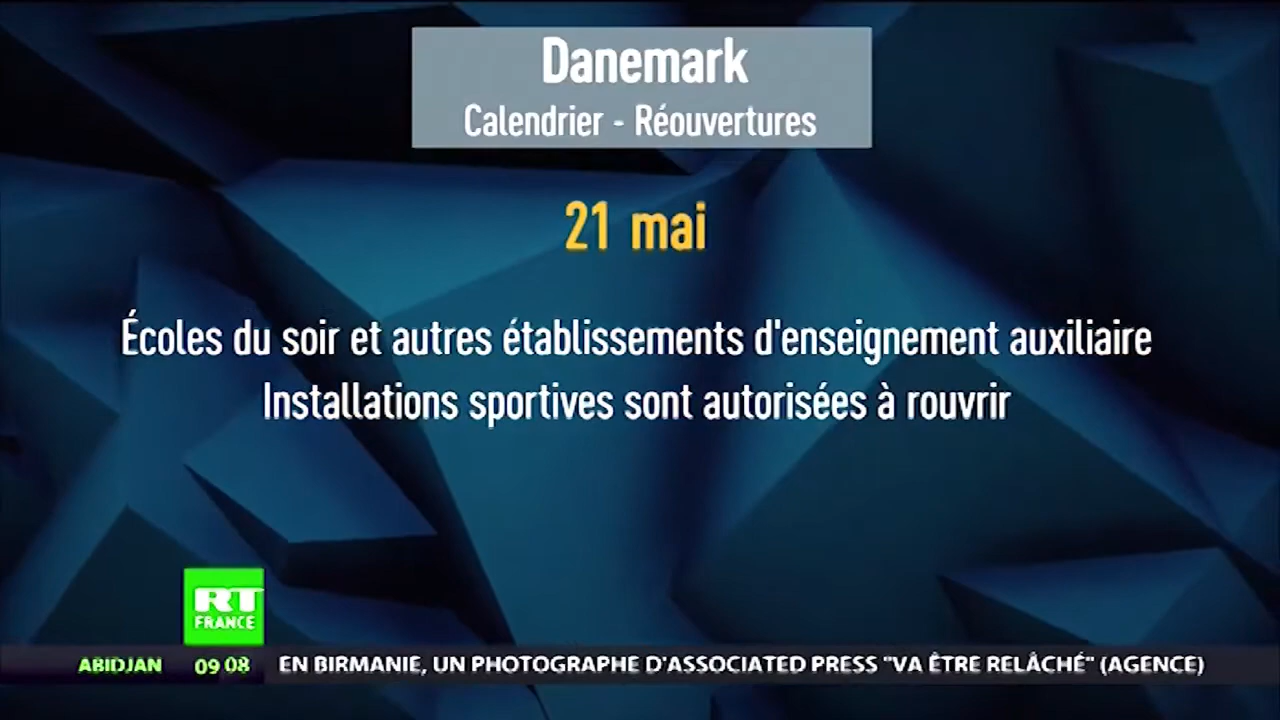 Danemark
Calendrier - Réouvertures
21 mai
Écoles du soir et autres établissements d'enseignement auxiliaire
Installations sportives sont autorisées à rouvrir
RT
FRANCE
ABIDJAN 09:08 EN BIRMANIE, UN PHOTOGRAPHE D'ASSOCIATED PRESS "VA ÊTRE RELÂCHÉ" (AGENCE)